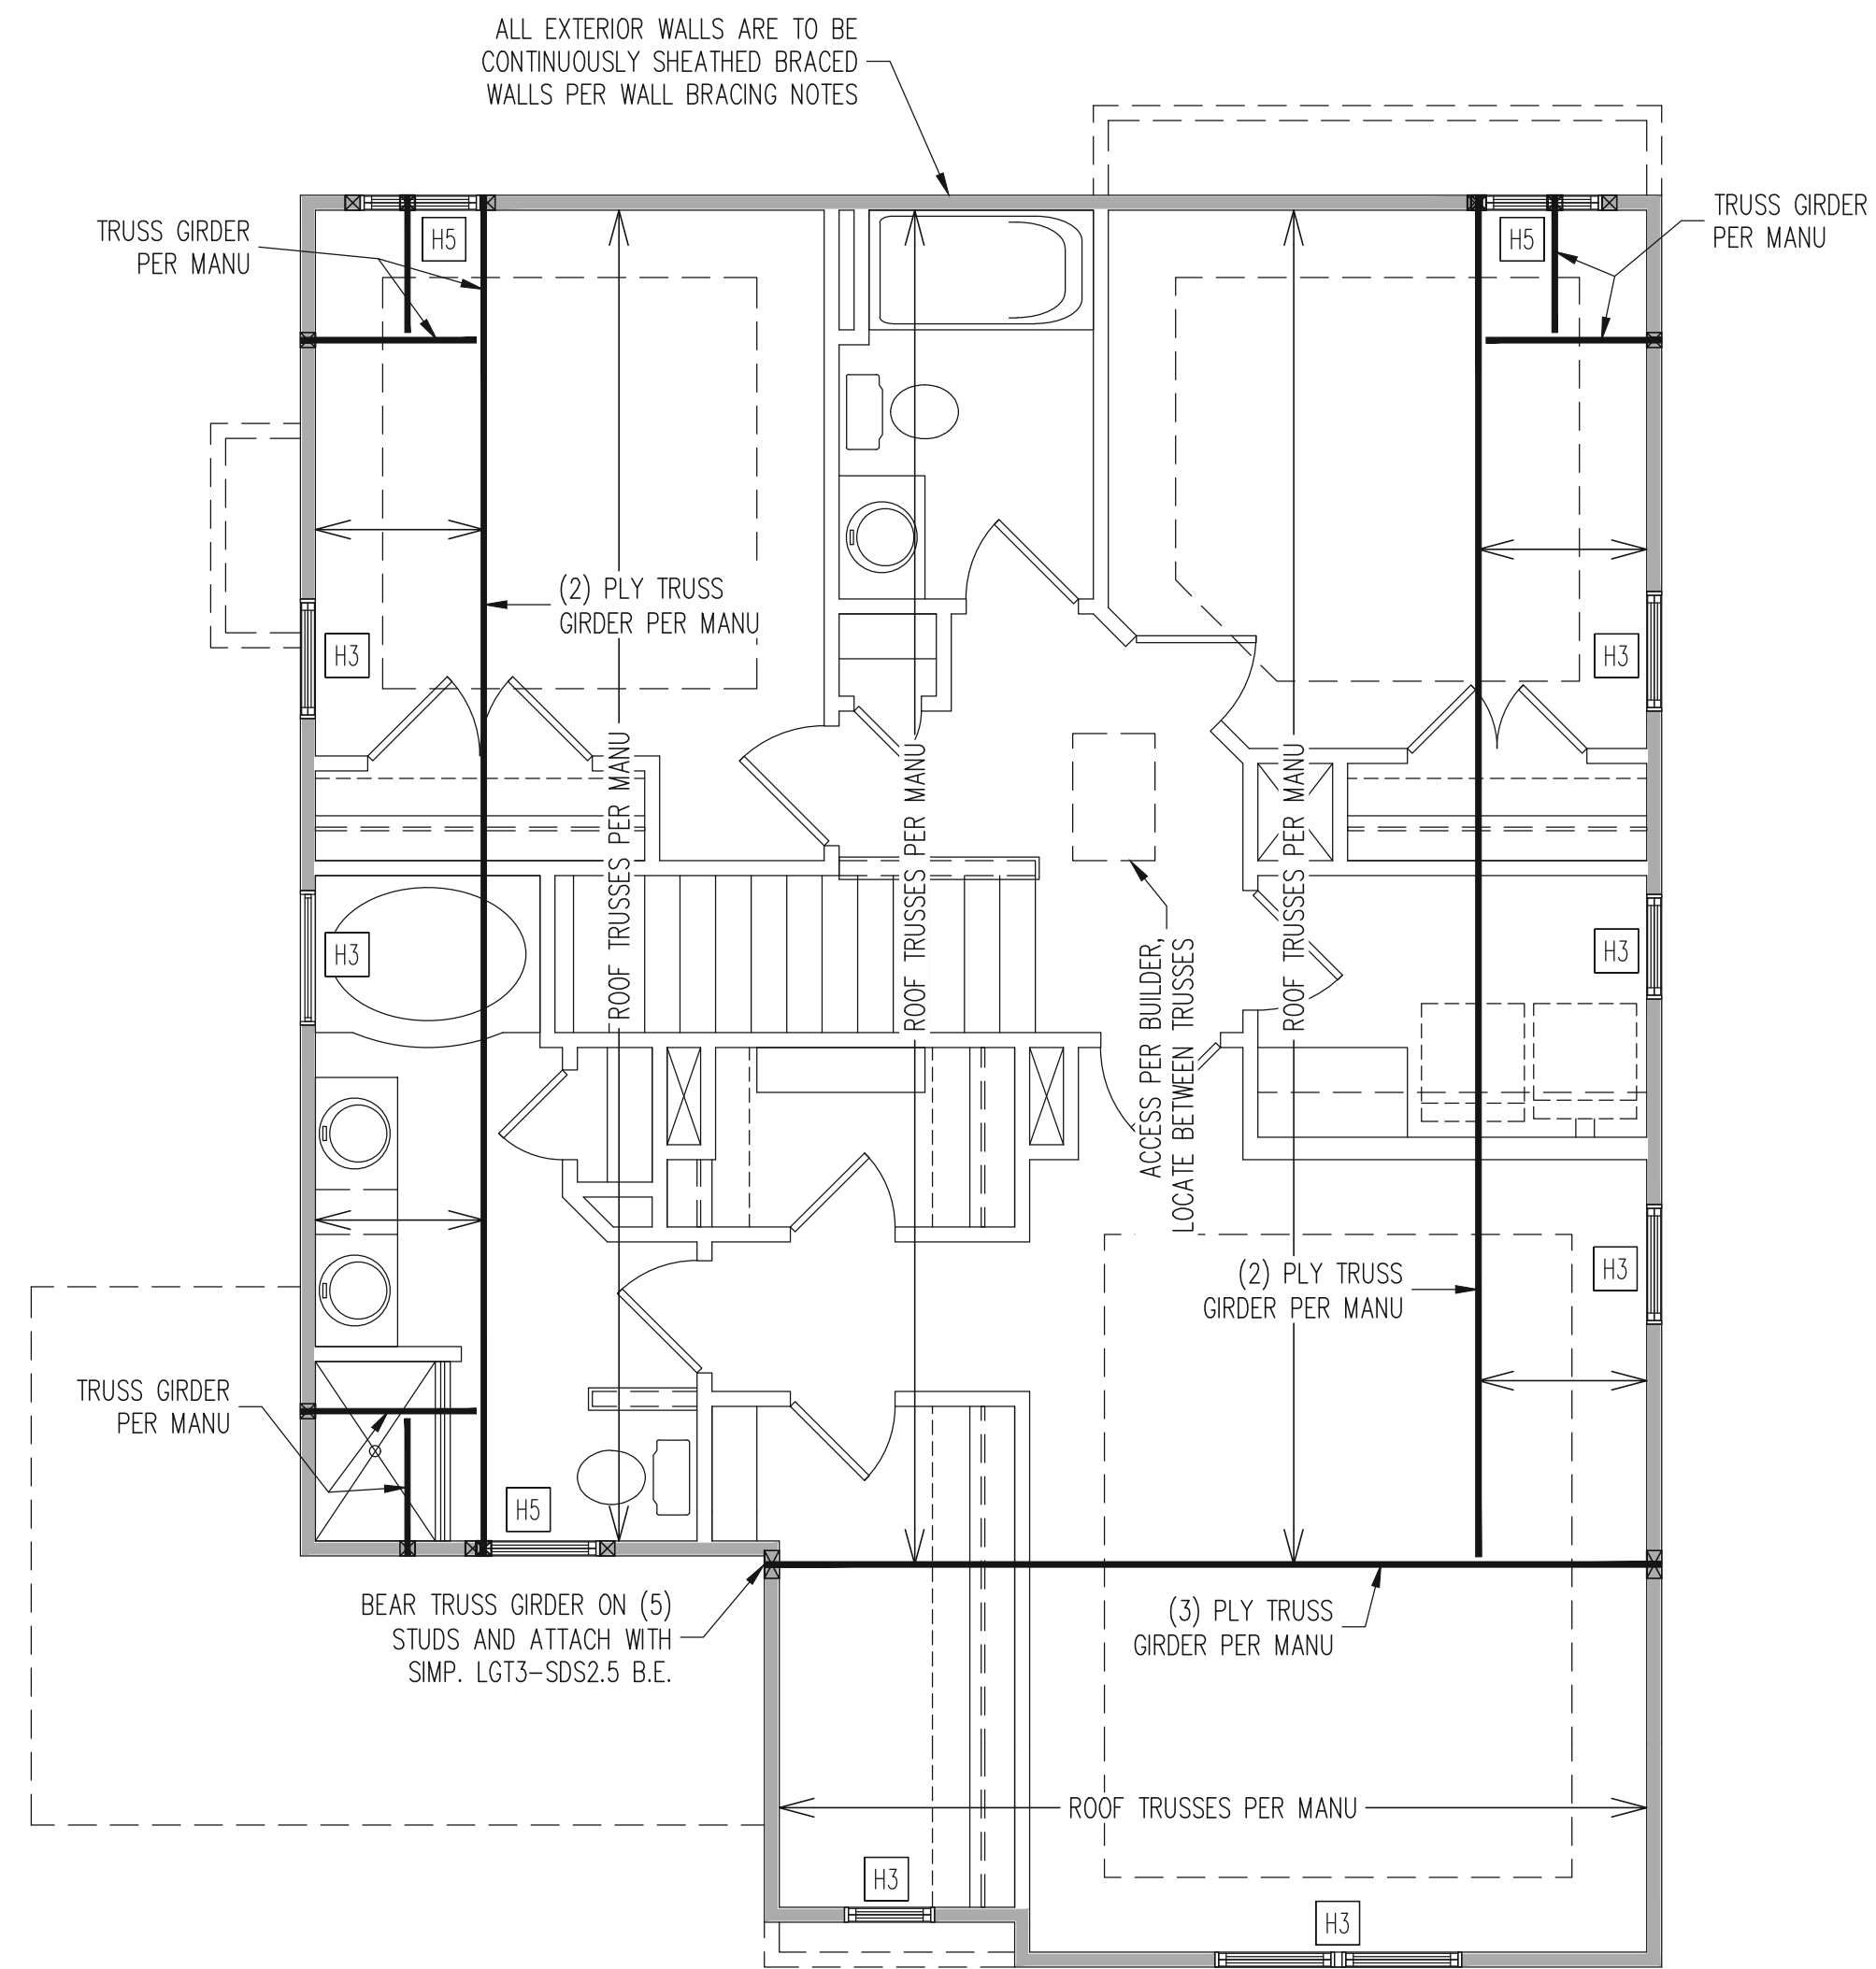 ALL EXTERIOR WALLS ARE TO BE
CONTINUOUSLY SHEATHED BRACED
WALLS PER WALL BRACING NOTES
TRUSS GIRDER
PER MANU
H5
H5
TRUSS GIRDER
PER MANU
(2) PLY TRUSS
GIRDER PER MANU
H3
H3
ROOF TRUSSES PER MANU
ROOF TRUSSES PER MANU
ROOF TRUSSES PER MANU
H3
H3
ACCESS PER BUILDER,
LOCATE BETWEEN TRUSSES
(2) PLY TRUSS
GIRDER PER MANU
H3
TRUSS GIRDER
PER MANU
H5
BEAR TRUSS GIRDER ON (5)
STUDS AND ATTACH WITH
SIMP. LGT3-SDS2.5 B.E.
(3) PLY TRUSS
GIRDER PER MANU
ROOF TRUSSES PER MANU
H3
H3